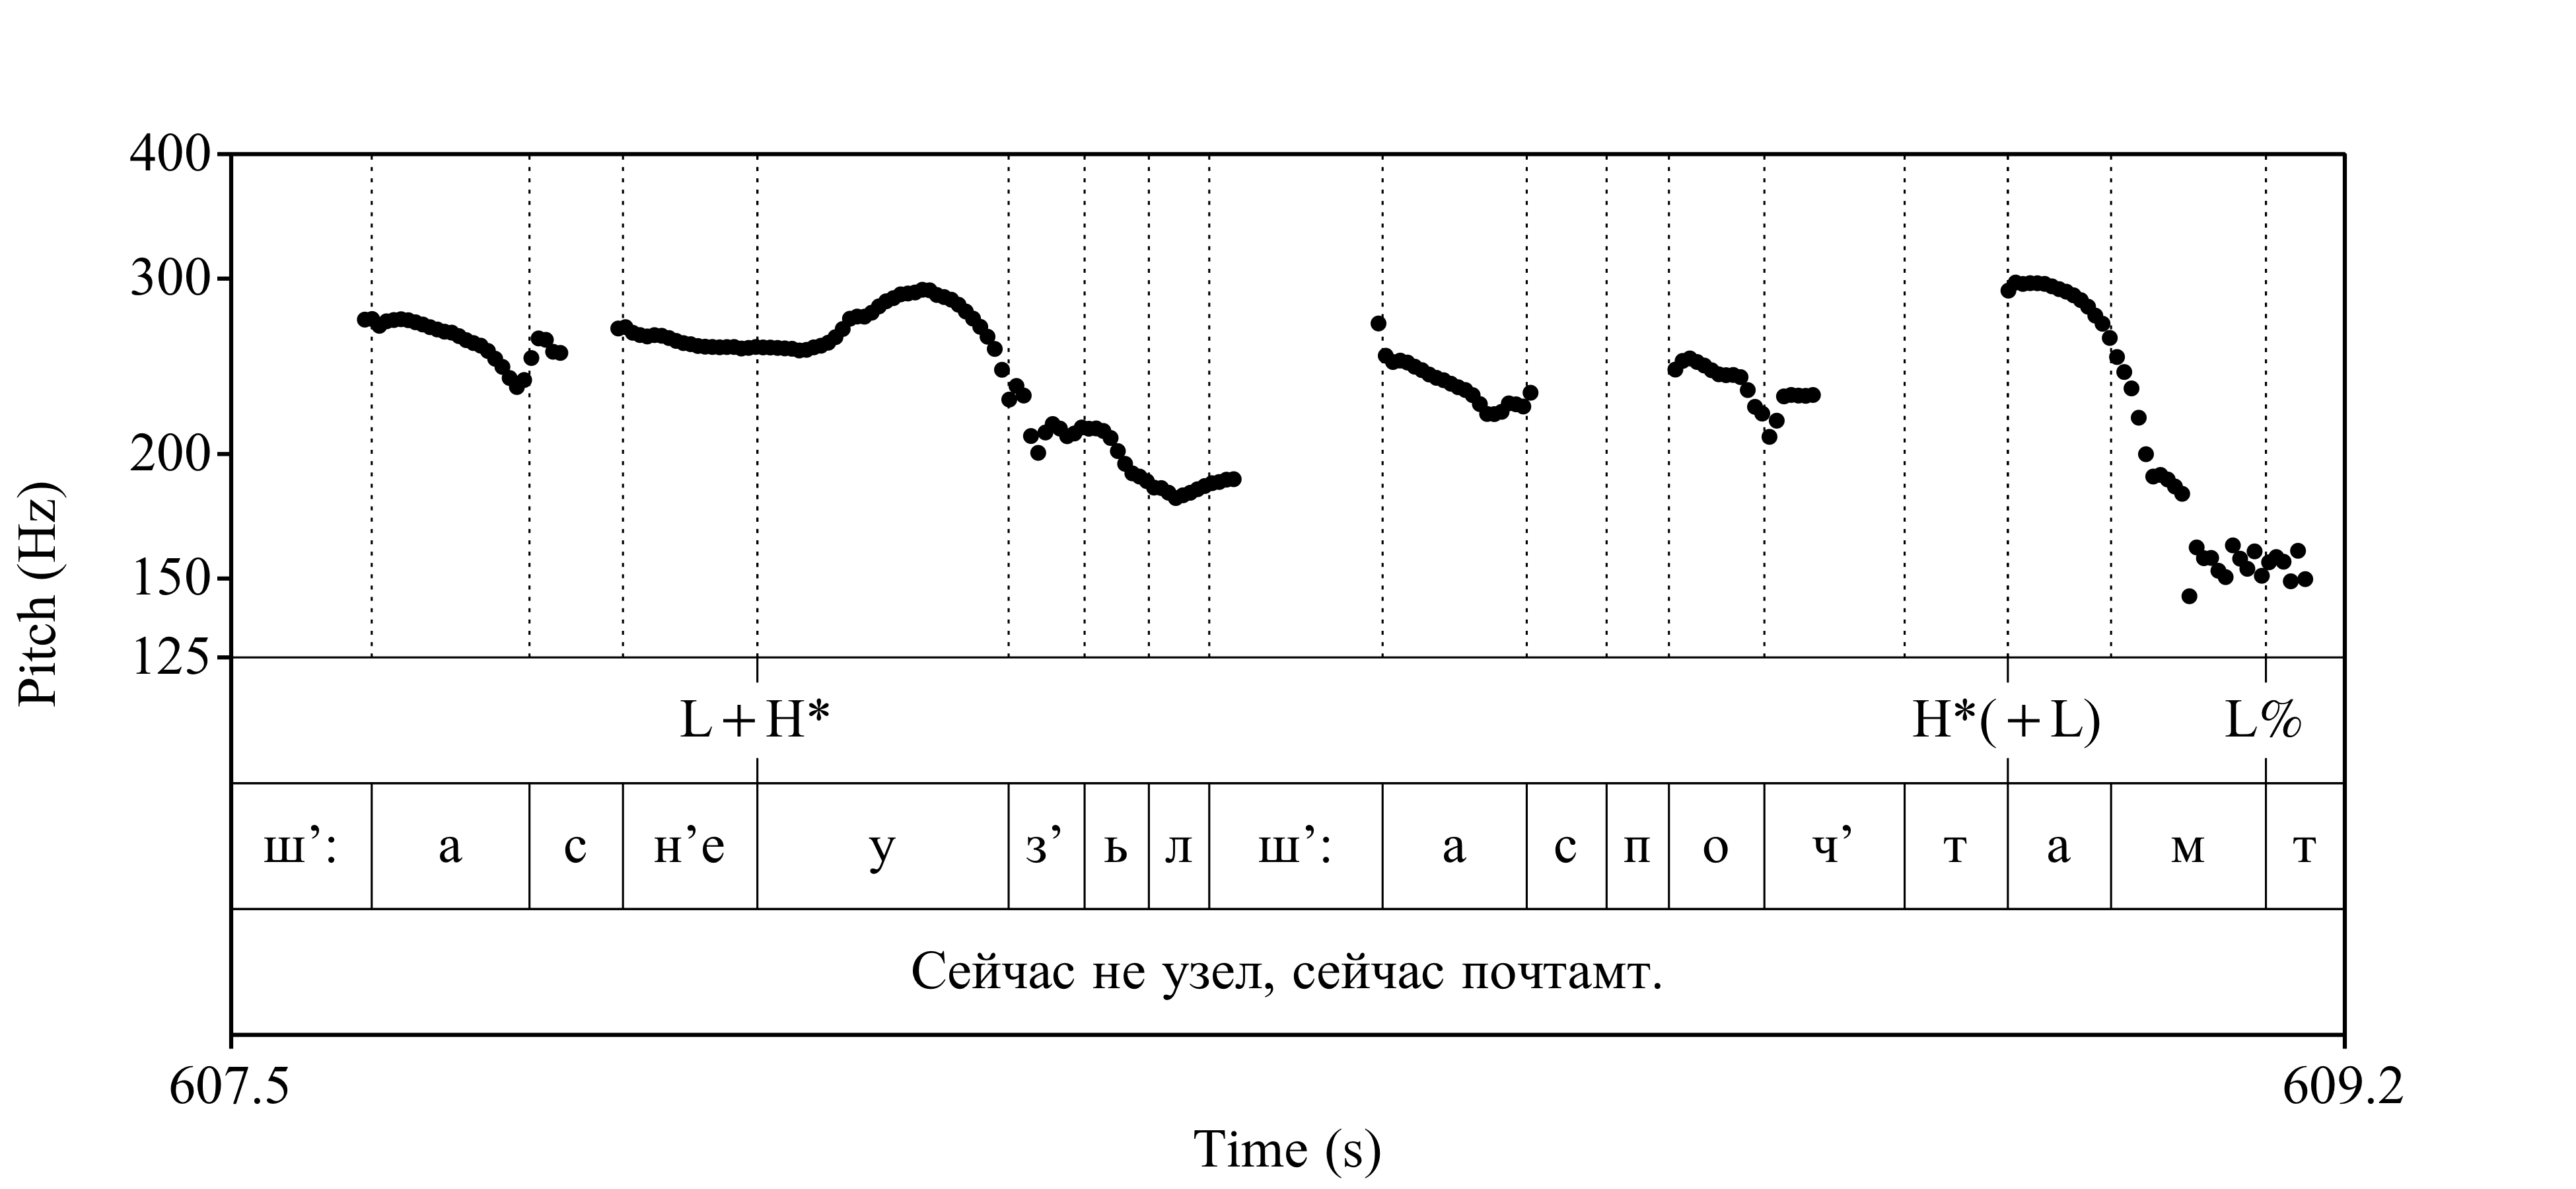 400
300
200
150
125
Pitch (Hz)
L+H* H*(+L) L%
ш’: а с н’е у з’ ь л ш’: а с п о ч’ т а м т
Сейчас не узел, сейчас почтамт.
607.5 609.2
Time (s)